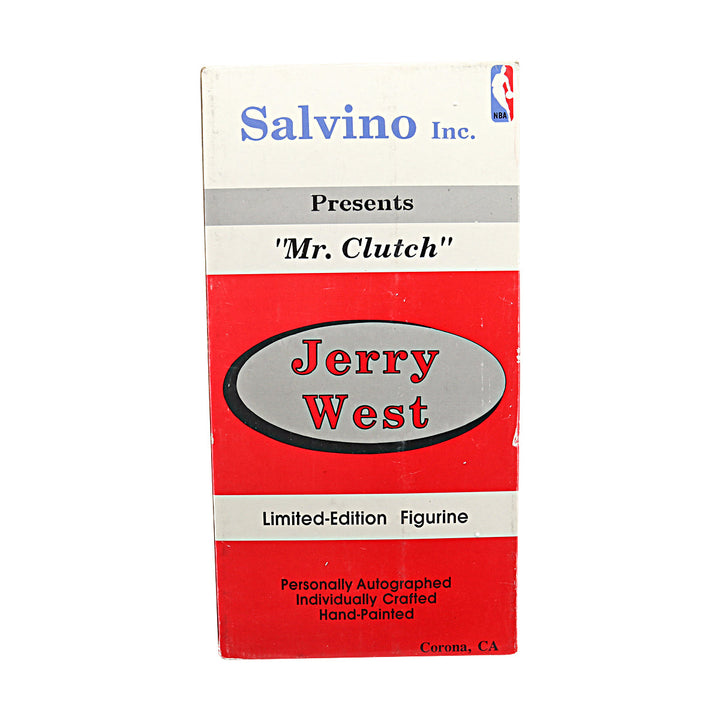 Salvino Inc.
NBA
Presents
"Mr. Clutch"
Jerry
West
Limited-Edition Figurine
Personally Autographed
Individually Crafted
Hand-Painted
Corona, CA